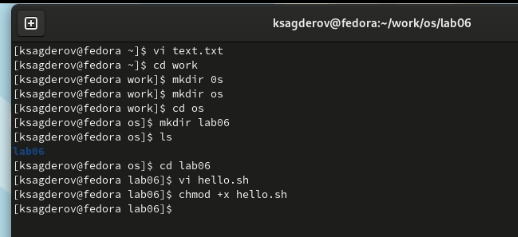 ksagderov@fedora:~/work/os/lab06
[ksagderov@fedora ~]$ vi text.txt
[ksagderov@fedora ~]$ cd work
[ksagderov@fedora work]$ mkdir 0s
[ksagderov@fedora work]$ mkdir os
[ksagderov@fedora work]$ cd os
[ksagderov@fedora os]$ mkdir lab06
[ksagderov@fedora os]$ ls
lab06
[ksagderov@fedora os]$ cd lab06
[ksagderov@fedora lab06]$ vi hello.sh
[ksagderov@fedora lab06]$ chmod +x hello.sh
[ksagderov@fedora lab06]$